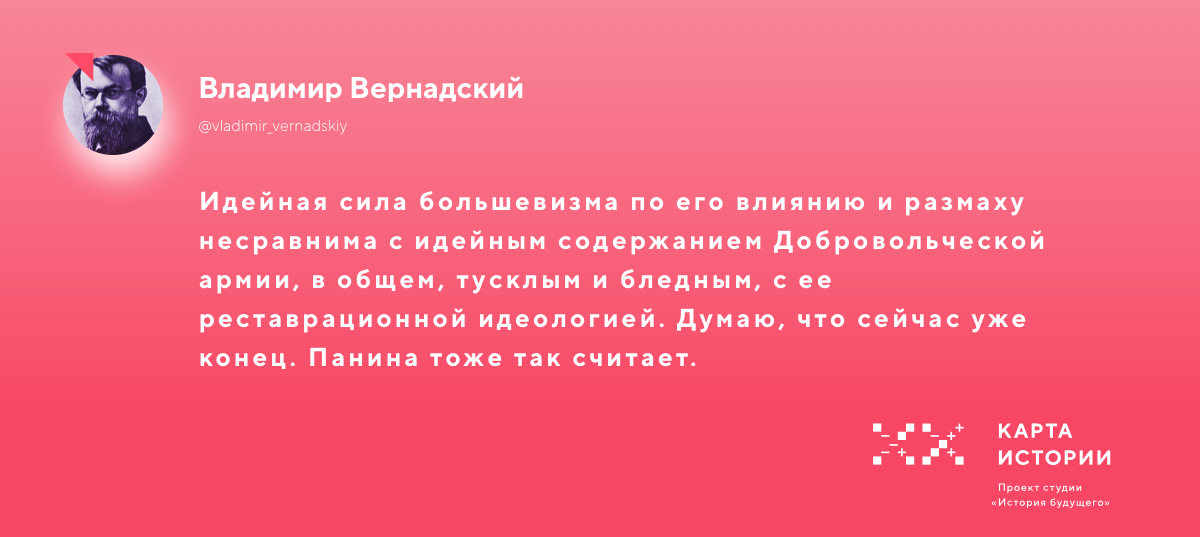 Владимир Вернадский
@vladimir_vernadskiy
Идейная сила большевизма по его влиянию и размаху
несравнима с идейным содержанием Добровольческой
армии, в общем, тусклым и бледным, с ее
реставрационной идеологией. Думаю, что сейчас уже
конец. Панина тоже так считает.
КАРТА
ИСТОРИИ
Проект студии
«История будущего»